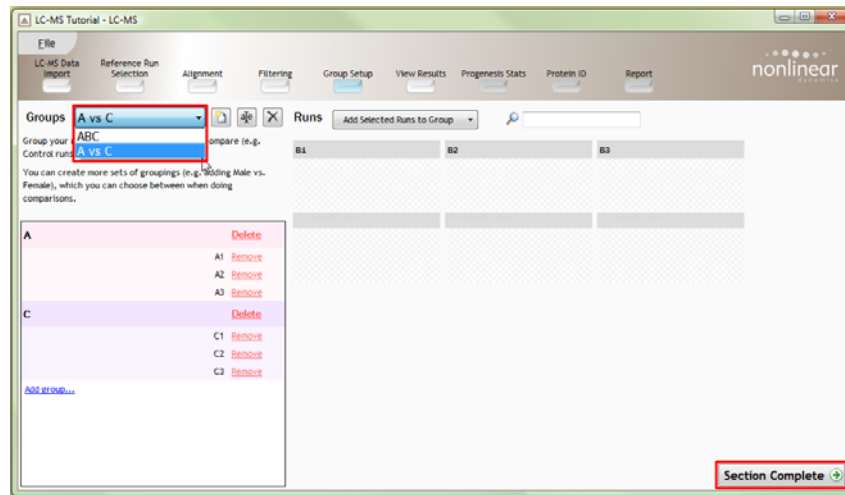 LC-MS Tutorial - LC-MS
File
LC-MS Data Import
Reference Run Selection
Alignment
Filtering
Group Setup
View Results
Progenesis Stats
Protein ID
Report
nonlinear
dynamics
Groups
A vs C
ABC
A vs C
Group your
ompare (e.g.
Control runs
You can create more sets of groupings (e.g. adding Male vs.
Female), which you can choose between when doing
comparisons.
Runs
Add Selected Runs to Group
B1
B2
B3
A
Delete
A1 Remove
A2 Remove
A3 Remove
C
Delete
C1 Remove
C2 Remove
C3 Remove
Add group...
Section Complete